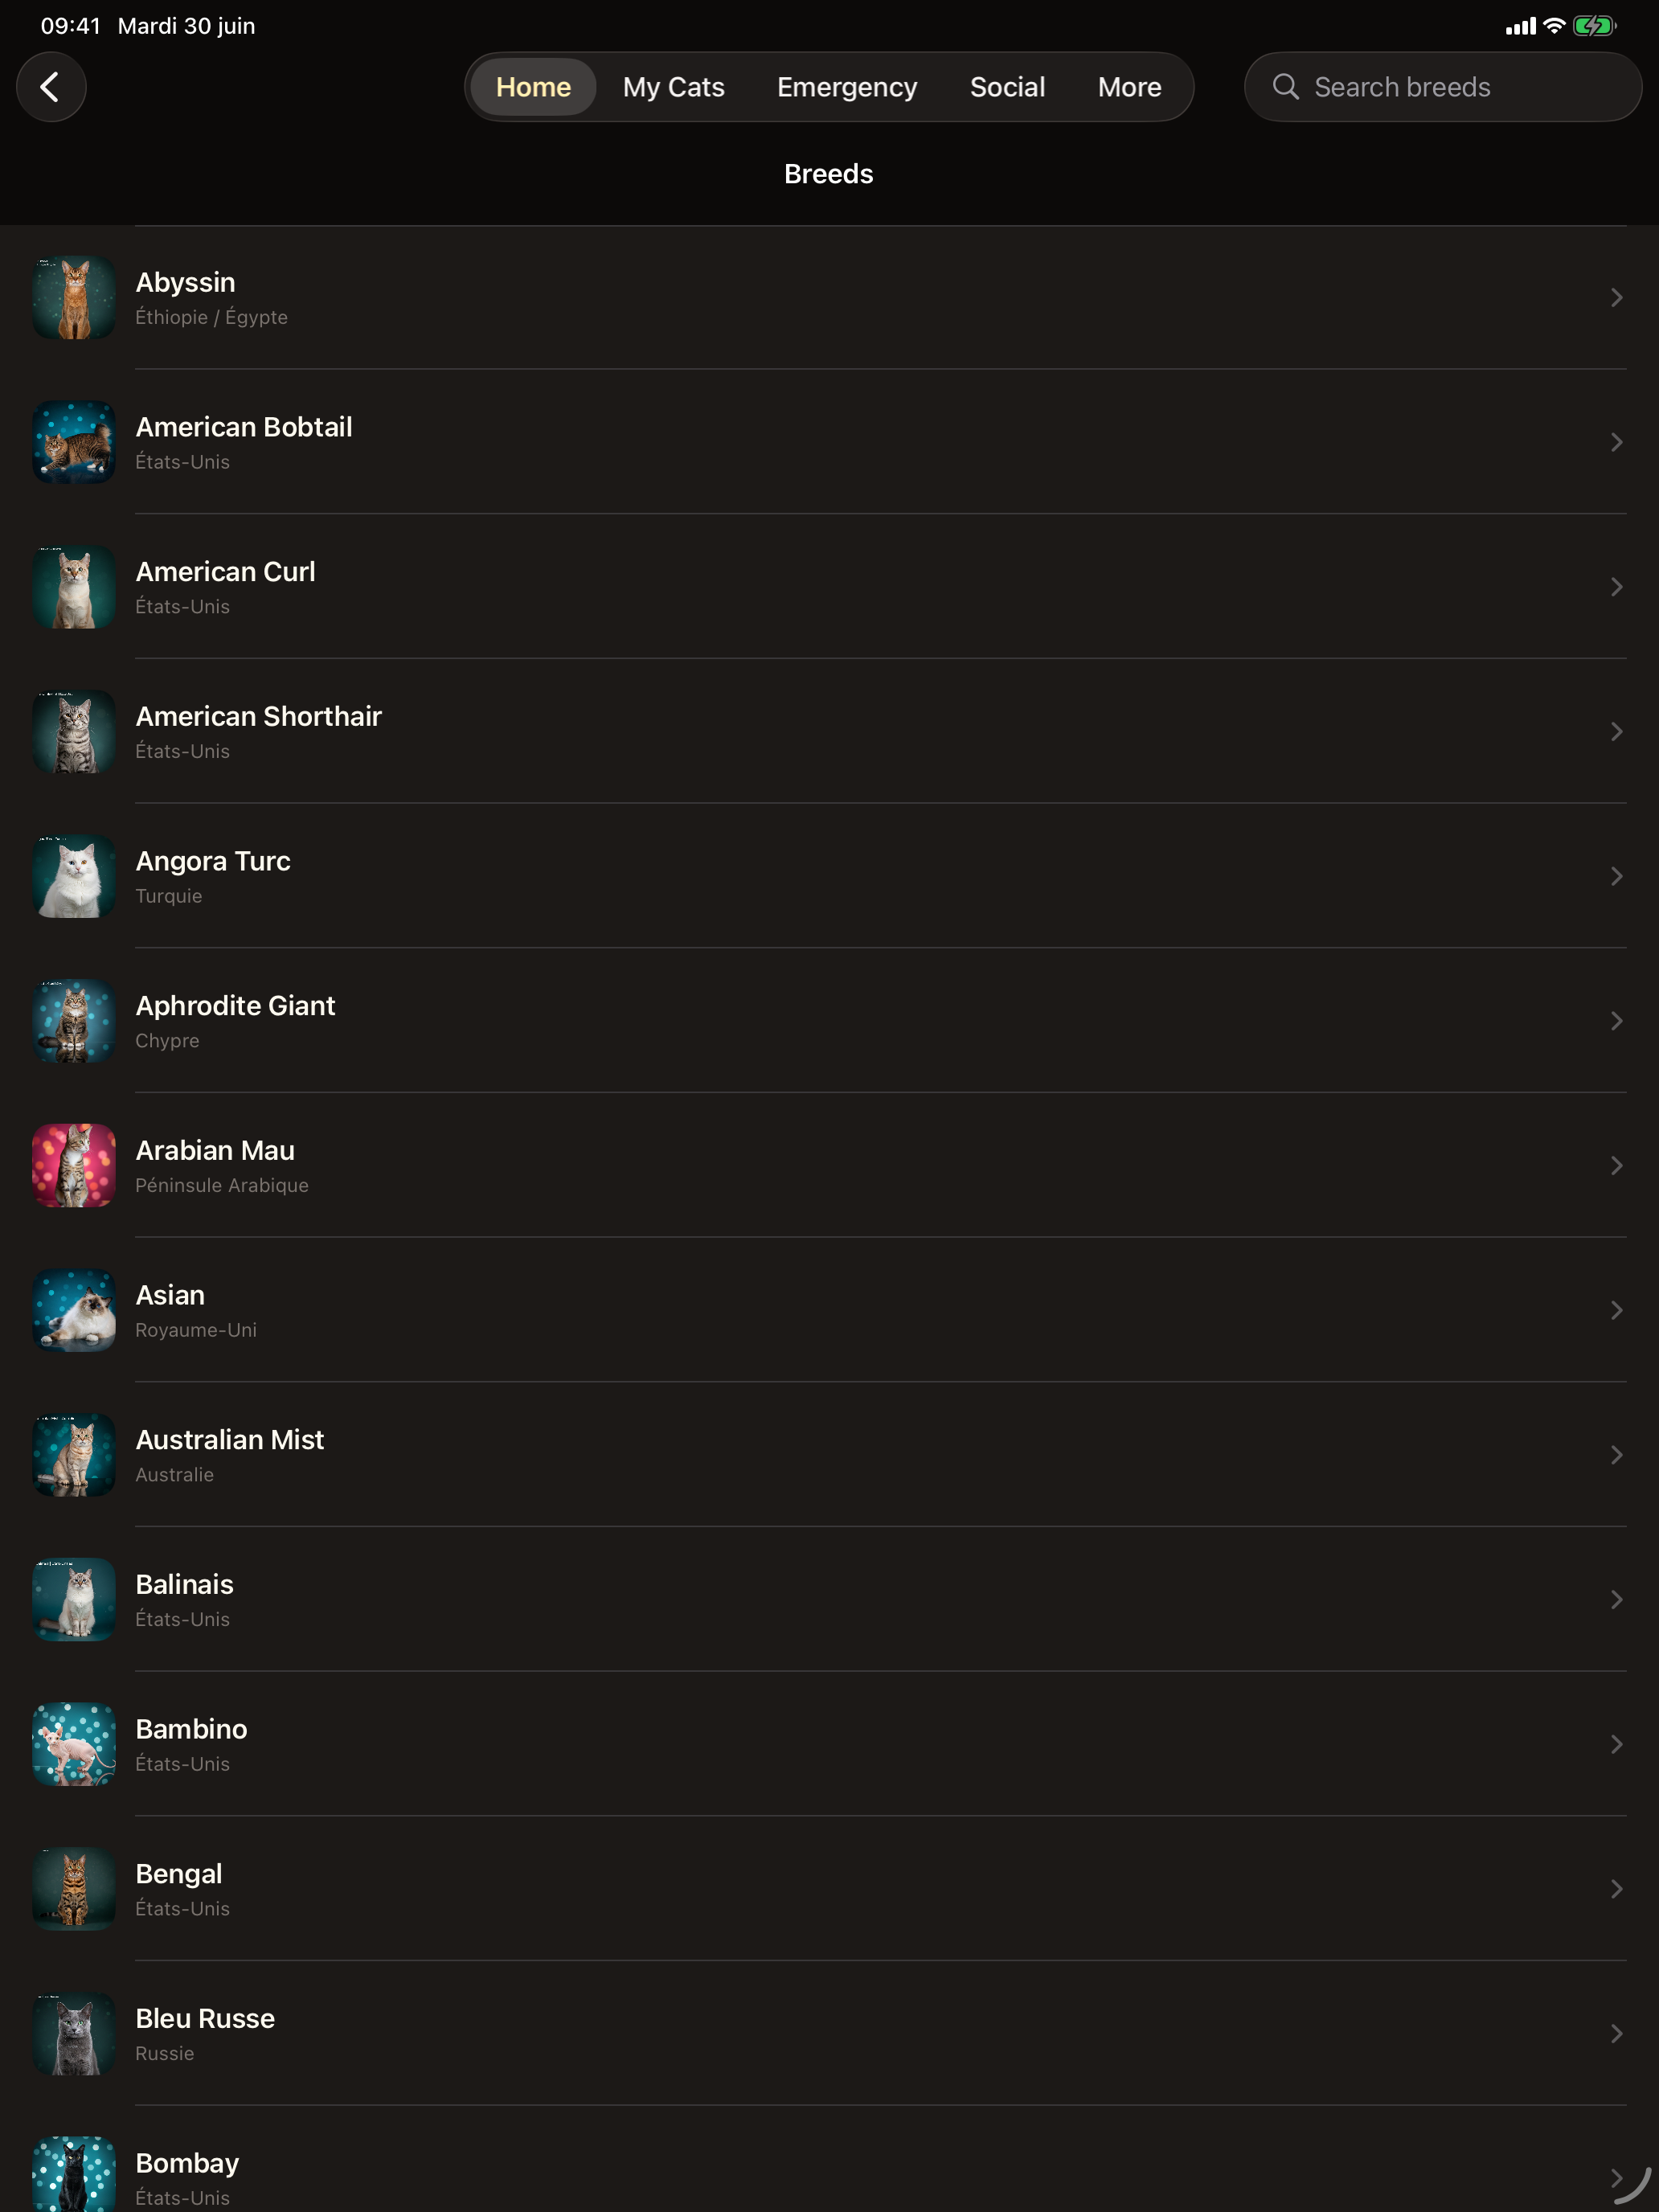 09:41 Mardi 30 juin
Home My Cats Emergency Social More
Search breeds
Breeds
Abyssin
Éthiopie / Égypte
American Bobtail
États-Unis
American Curl
États-Unis
American Shorthair
États-Unis
Angora Turc
Turquie
Aphrodite Giant
Chypre
Arabian Mau
Péninsule Arabique
Asian
Royaume-Uni
Australian Mist
Australie
Balinais
États-Unis
Bambino
États-Unis
Bengal
États-Unis
Bleu Russe
Russie
Bombay
États-Unis